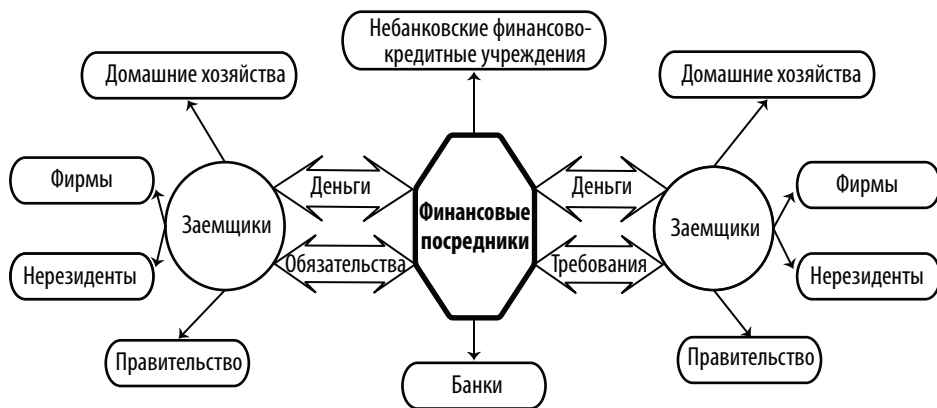 Небанковские финансово-
кредитные учреждения
Домашние хозяйства
Домашние хозяйства
Фирмы
Деньги
Деньги
Фирмы
Заемщики
Финансовые
посредники
Заемщики
Нерезиденты
Обязательства
Требования
Нерезиденты
Правительство
Банки
Правительство